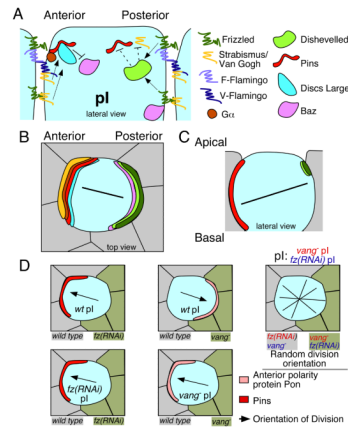 A
Anterior Posterior
pI
lateral view
Frizzled
Strabismus/
Van Gogh
F-Flamingo
V-Flamingo
Gα
Dishevelled
Pins
Discs Large
Baz
B
Anterior Posterior
top view
C
Apical
lateral view
Basal
D
wt pI
wild type fz(RNAi)
wt pI
wild type vang-
pI: vang- pI
fz(RNAi) pI
fz(RNAi) vang-
vang- fz(RNAi)
Random division
orientation
fz(RNAi)
pI
wild type fz(RNAi)
vang- pI
wild type vang-
Anterior polarity
protein Pon
Pins
Orientation of Division